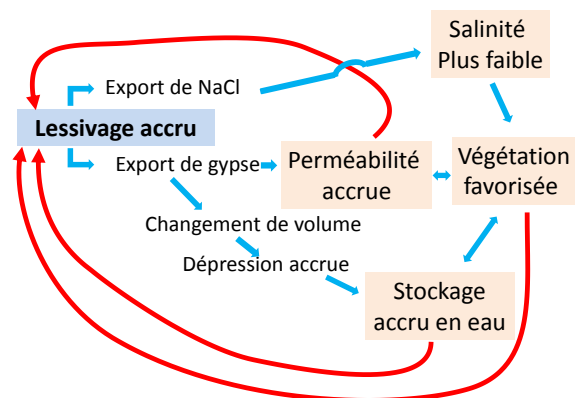 Salinité
Plus faible
Export de NaCl
Lessivage accru
Export de gypse
Perméabilité
accrue
Végétation
favorisée
Changement de volume
Dépression accrue
Stockage
accru en eau